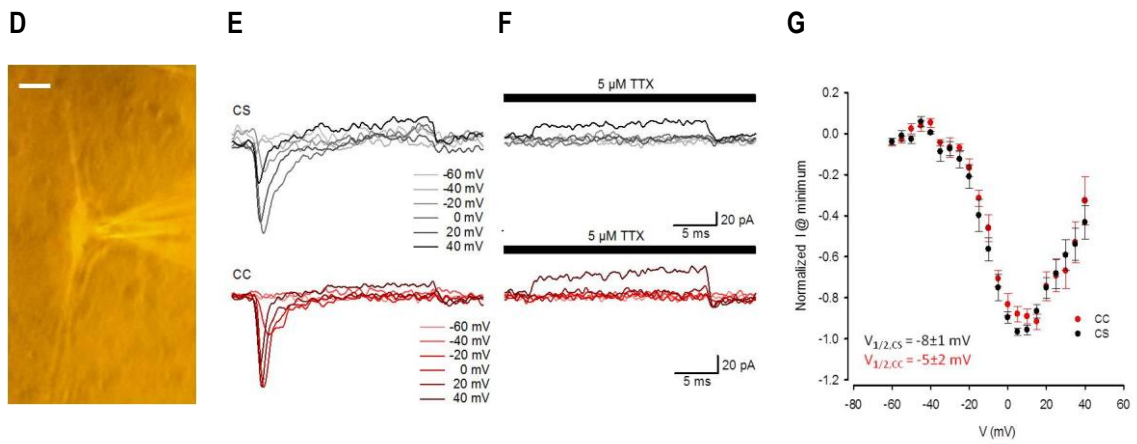 D
E
F
G
5 µM TTX
CS
-60 mV
-40 mV
-20 mV
0 mV
20 mV
40 mV
20 pA
5 ms
5 µM TTX
CC
-60 mV
-40 mV
-20 mV
0 mV
20 mV
40 mV
20 pA
5 ms
Normalized I @ minimum
0.2
0.0
-0.2
-0.4
-0.6
-0.8
-1.0
-1.2
CC
CS
V1/2,CS = -8±1 mV
V1/2,CC = -5±2 mV
-80 -60 -40 -20 0 20 40 60
V (mV)